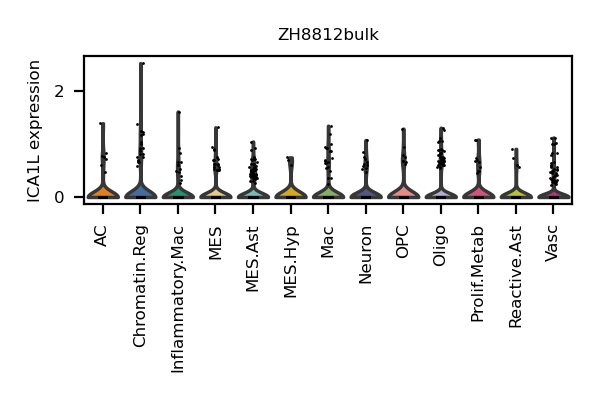 ZH8812bulk
ICA1L expression
2
0
AC
Chromatin.Reg
Inflammatory.Mac
MES
MES.Ast
MES.Hyp
Mac
Neuron
OPC
Oligo
Prolif.Metab
Reactive.Ast
Vasc